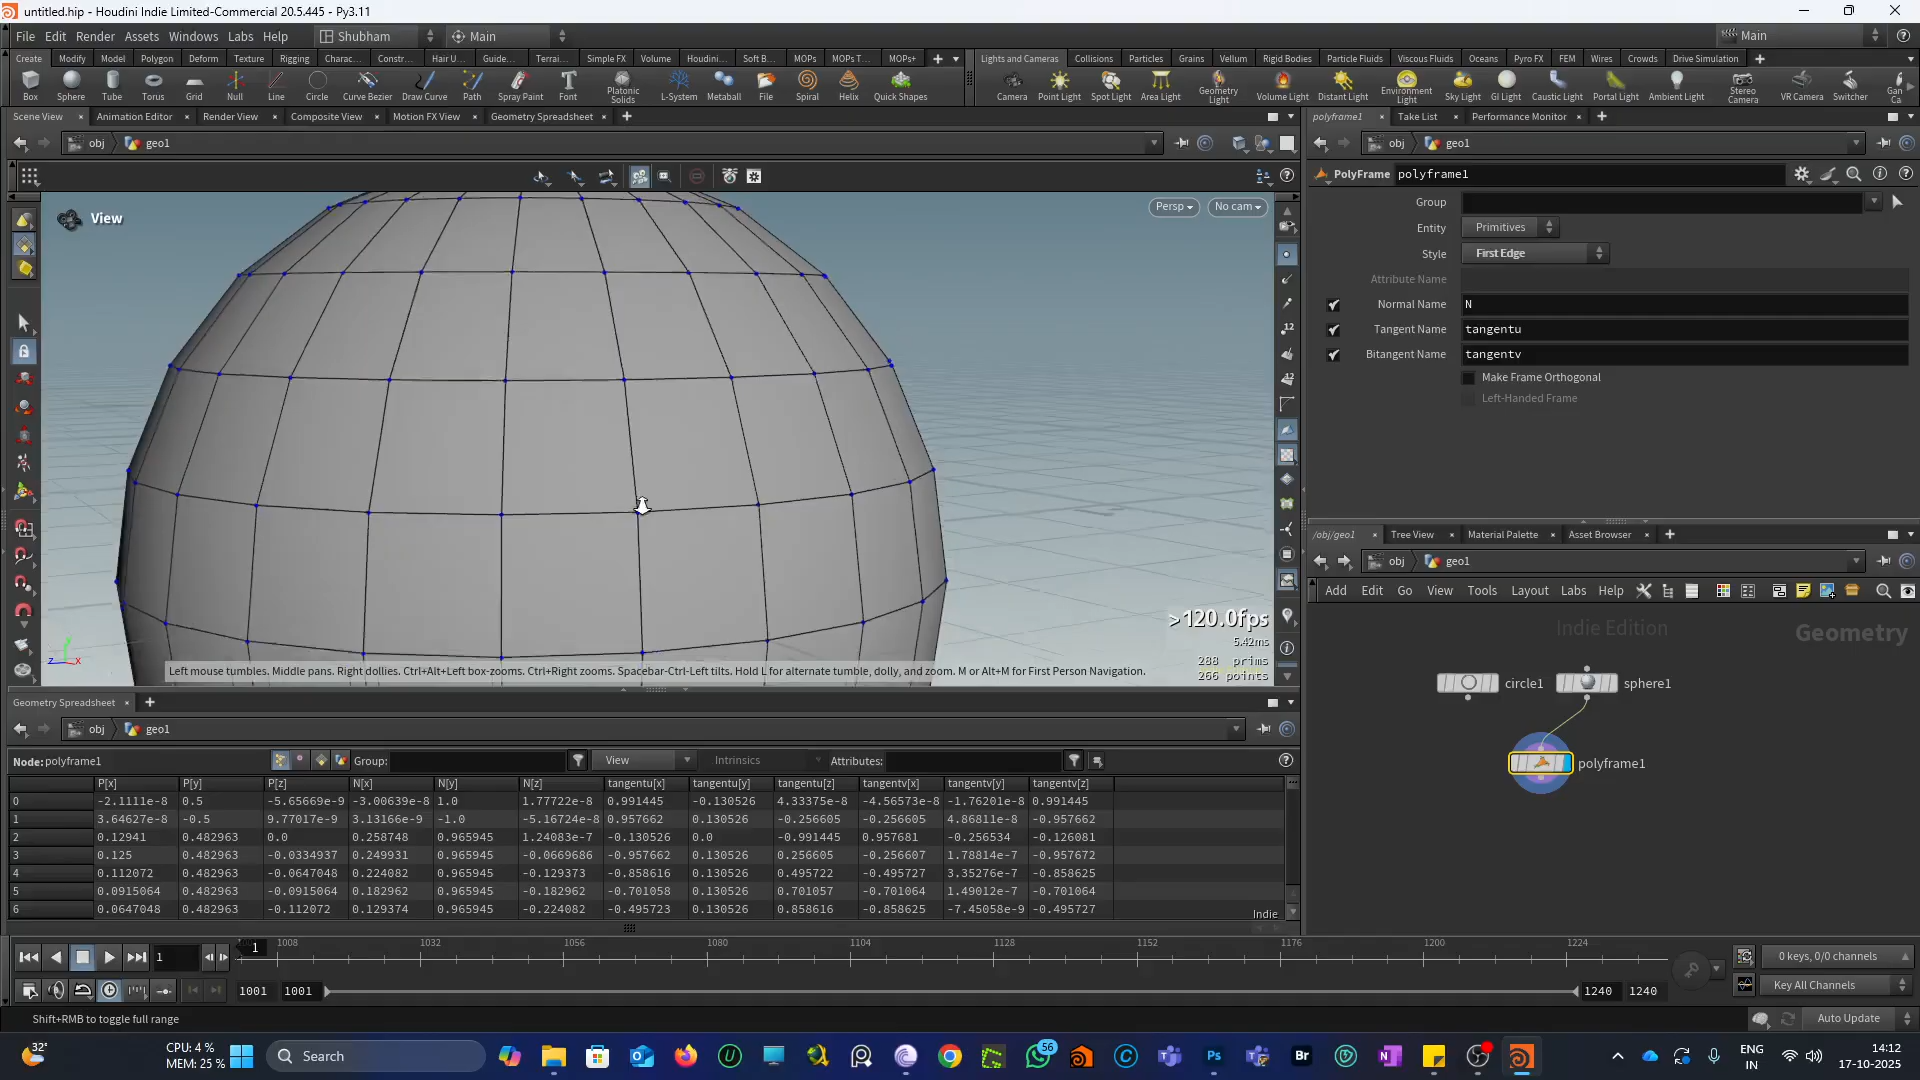 untitled.hip - Houdini Indie Limited-Commercial 20.5.445 - Py3.11
File Edit Render Assets Windows Labs Help Shubham Main Main
Create Modify Model Polygon Deform Texture Rigging Charac... Constr... Hair U... Guide... Terrai... Simple FX Volume Houdini... Soft B... MOPs MOPs T... MOPs+
Lights and Cameras Collisions Particles Grains Vellum Rigid Bodies Particle Fluids Viscous Fluids Oceans Pyro FX FEM Wires Crowds Drive Simulation
Box Sphere Tube Torus Grid Null Line Circle Curve Bezier Draw Curve Path Spray Paint Font Platonic Solids L-System Metaball File Spiral Helix Quick Shapes
Camera Point Light Spot Light Area Light Geometry Light Volume Light Distant Light Environment Light Sky Light GI Light Caustic Light Portal Light Ambient Light Stereo Camera VR Camera Switcher Gan Ca
Scene View Animation Editor Render View Composite View Motion FX View Geometry Spreadsheet
obj geo1
View
Persp No cam
>120.0fps
5.42ms
288 prims
266 points
Left mouse tumbles. Middle pans. Right dollies. Ctrl+Alt+Left box-zooms. Ctrl+Right zooms. Spacebar-Ctrl-Left tilts. Hold L for alternate tumble, dolly, and zoom. M or Alt+M for First Person Navigation.
polyframe1 Take List Performance Monitor
obj geo1
PolyFrame polyframe1
Group
Entity Primitives
Style First Edge
Attribute Name
Normal Name N
Tangent Name tangentu
Bitangent Name tangentv
Make Frame Orthogonal
Left-Handed Frame
/obj/geo1 Tree View Material Palette Asset Browser
obj geo1
Add Edit Go View Tools Layout Labs Help
Indie Edition
Geometry
circle1 sphere1
polyframe1
Geometry Spreadsheet
obj geo1
Node: polyframe1 Group: View Intrinsics Attributes:
P[x] P[y] P[z] N[x] N[y] N[z] tangentu[x] tangentu[y] tangentu[z] tangentv[x] tangentv[y] tangentv[z]
0 -2.1111e-8 0.5 -5.65669e-9 -3.00639e-8 1.0 1.77722e-8 0.991445 -0.130526 4.33375e-8 -4.56573e-8 -1.76201e-8 0.991445
1 3.64627e-8 -0.5 9.77017e-9 3.13166e-9 -1.0 -5.16724e-8 0.957662 0.130526 -0.256605 -0.256605 4.86811e-8 -0.957662
2 0.12941 0.482963 0.0 0.258748 0.965945 1.24083e-7 -0.130526 0.0 -0.991445 0.957681 -0.256534 -0.126081
3 0.125 0.482963 -0.0334937 0.249931 0.965945 -0.0669686 -0.957662 0.130526 0.256605 -0.256607 1.78814e-7 -0.957672
4 0.112072 0.482963 -0.0647048 0.224082 0.965945 -0.129373 -0.858616 0.130526 0.495722 -0.495727 3.35276e-7 -0.858625
5 0.0915064 0.482963 -0.0915064 0.182962 0.965945 -0.182962 -0.701058 0.130526 0.701057 -0.701064 1.49012e-7 -0.701064
6 0.0647048 0.482963 -0.112072 0.129374 0.965945 -0.224082 -0.495723 0.130526 0.858616 -0.858625 -7.45058e-9 -0.495727
Indie
1 1 1008 1032 1056 1080 1104 1128 1152 1176 1200 1224
0 keys, 0/0 channels
1001 1001 1240 1240 Key All Channels
Shift+RMB to toggle full range Auto Update
32° CPU: 4 % MEM: 25 % Search 56 ENG IN 14:12 17-10-2025